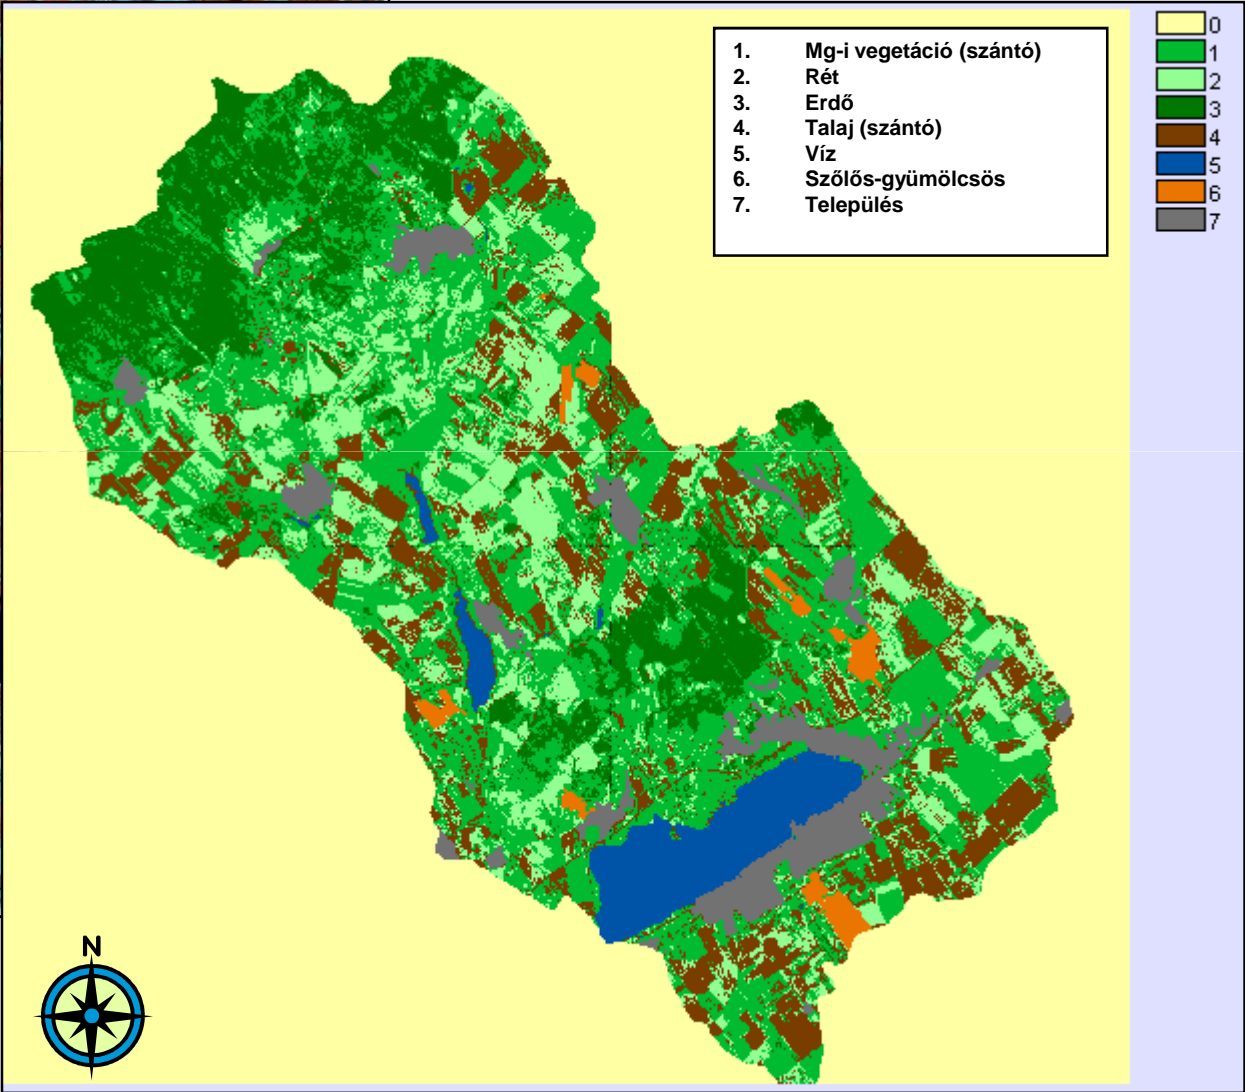 1. Mg-i vegetáció (szántó)
2. Rét
3. Erdő
4. Talaj (szántó)
5. Víz
6. Szőlős-gyümölcsös
7. Település
0
1
2
3
4
5
6
7
N